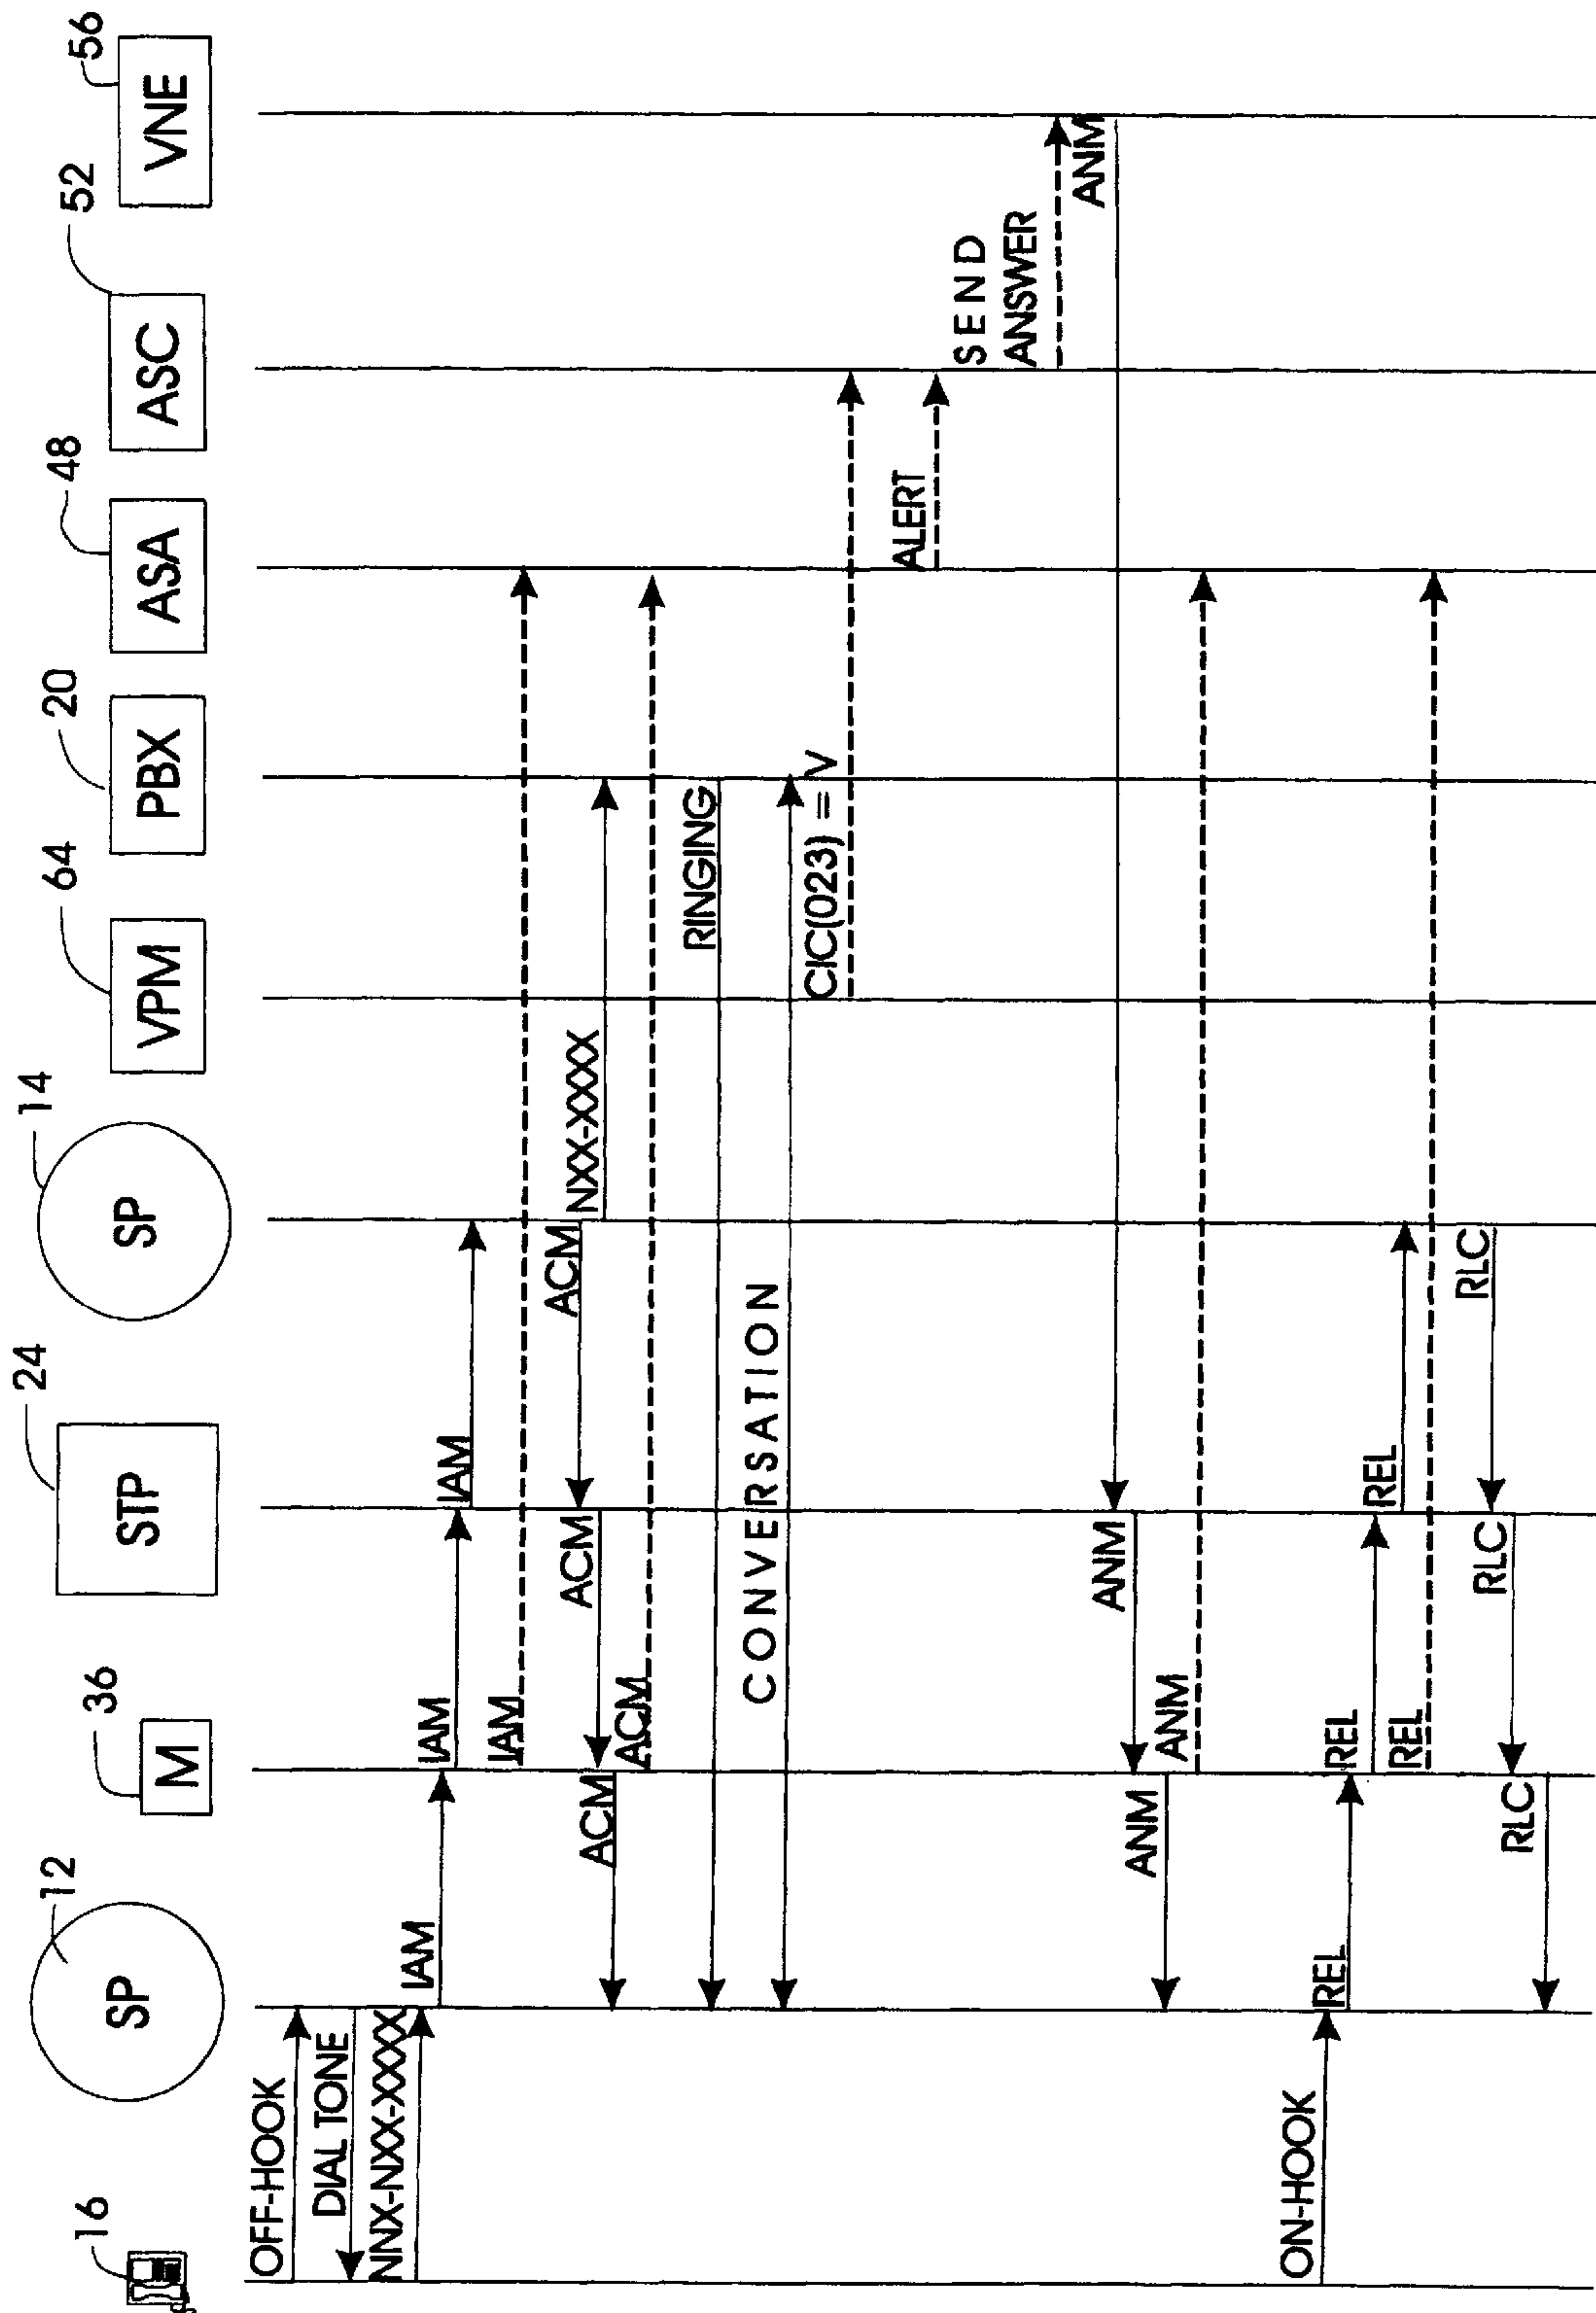 16
12
36
24
14
64
20
48
52
56
SP
M
STP
SP
VPM
PBX
ASA
ASC
VNE
OFF-HOOK
DIAL TONE
NNX-NXX-XXXX
IAM
IAM
IAM
IAM
ACM
NXX-XXXX
ACM
ACM
ACM
RINGING
CONVERSATION
CIC(023) = V
ALERT
SEND
ANSWER
ANM
ANM
ANM
ANM
ON-HOOK
REL
REL
REL
REL
RLC
RLC
RLC